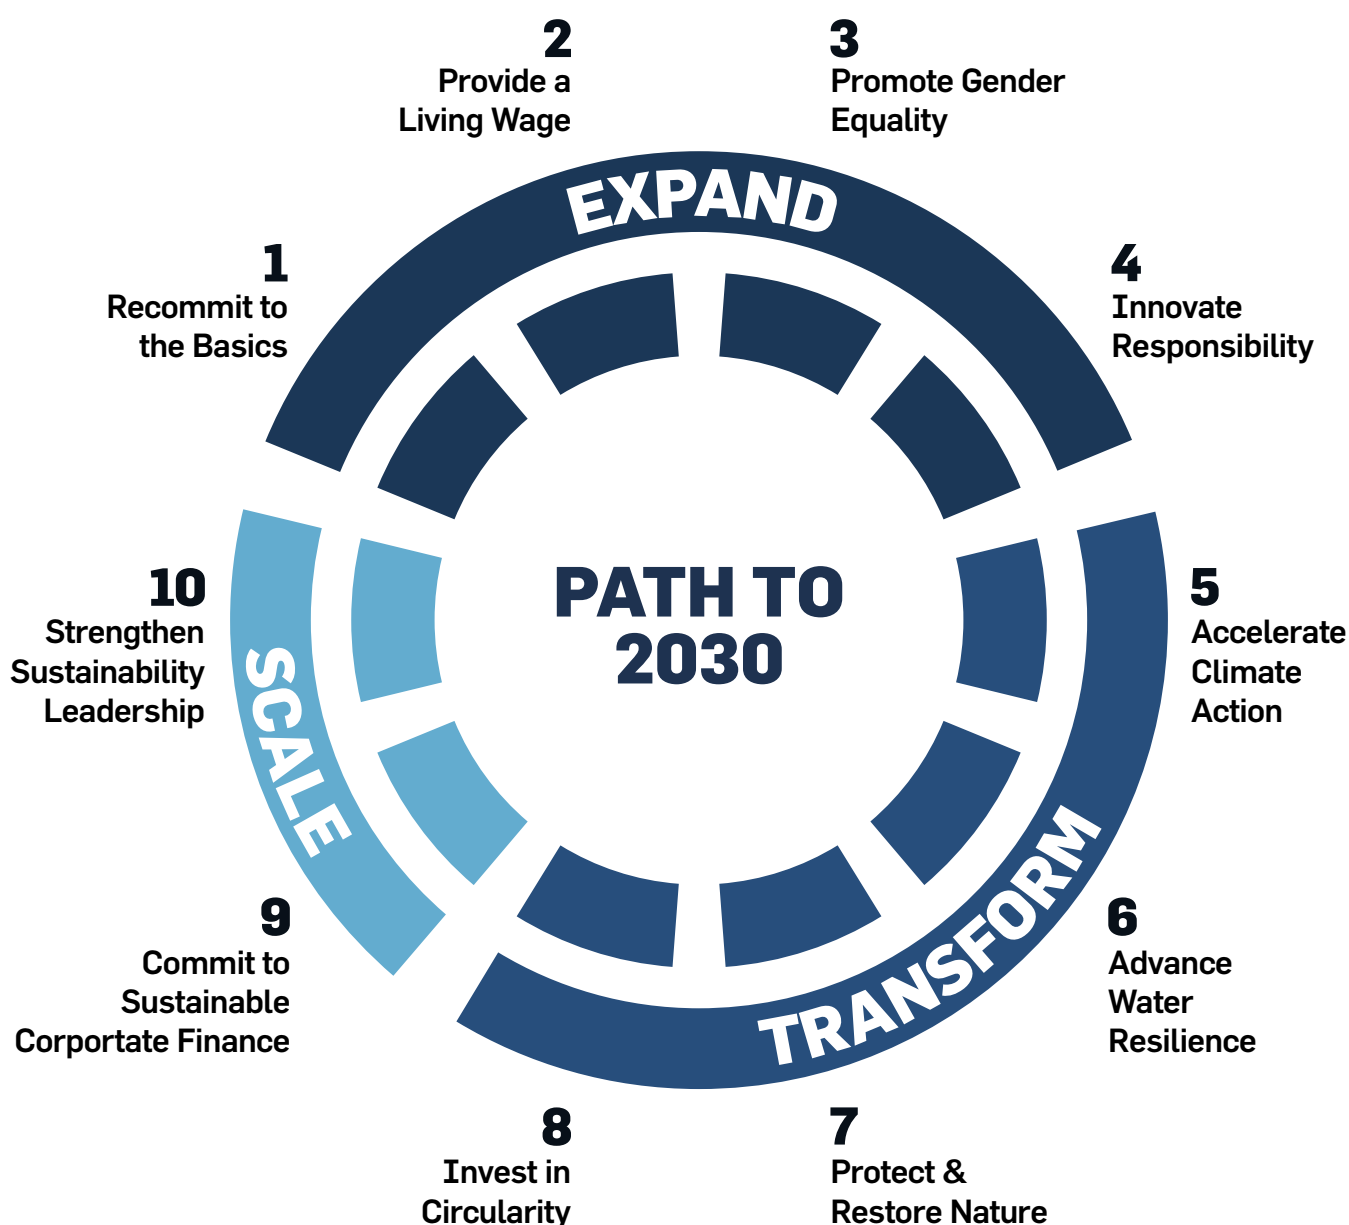 2
Provide a
Living Wage
3
Promote Gender
Equality
EXPAND
1
Recommit to
the Basics
4
Innovate
Responsibility
PATH TO
2030
10
Strengthen
Sustainability
Leadership
5
Accelerate
Climate
Action
SCALE
TRANSFORM
9
Commit to
Sustainable
Corportate Finance
6
Advance
Water
Resilience
8
Invest in
Circularity
7
Protect &
Restore Nature